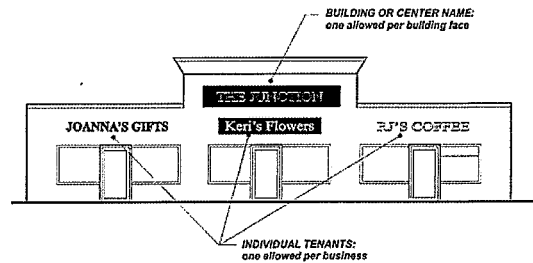 BUILDING OR CENTER NAME:
one allowed per building face
THE JUNCTION
JOANNA'S GIFTS
Keri's Flowers
RJ'S COFFEE
INDIVIDUAL TENANTS:
one allowed per business